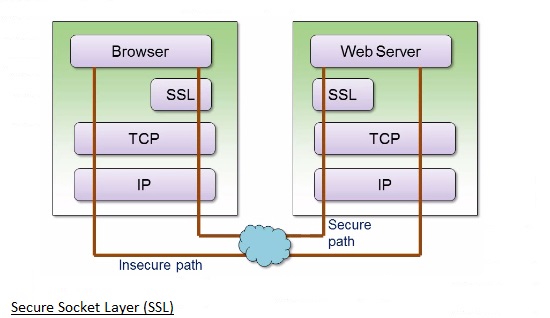 Browser
Web Server
SSL
SSL
TCP
TCP
IP
IP
Secure
path
Insecure path
Secure Socket Layer (SSL)